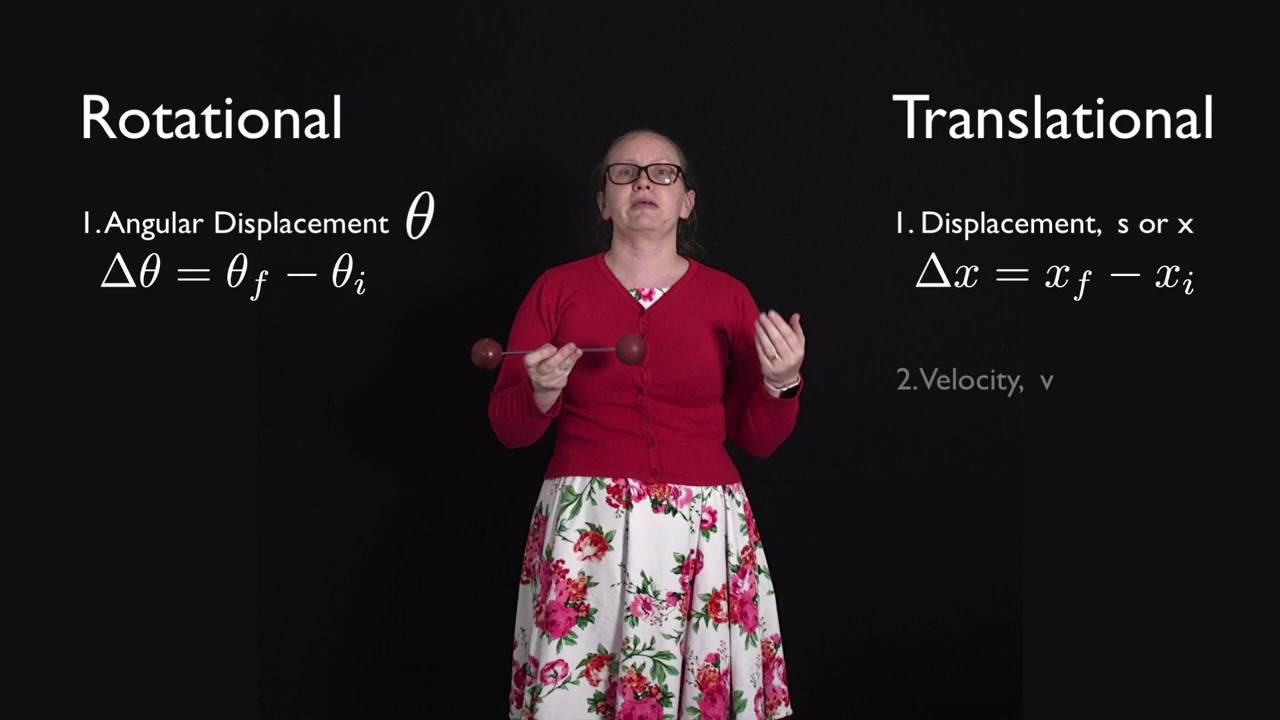 Rotational
1. Angular Displacement θ
Δθ = θ_f − θ_i
Translational
1. Displacement, s or x
Δx = x_f − x_i
2. Velocity, v